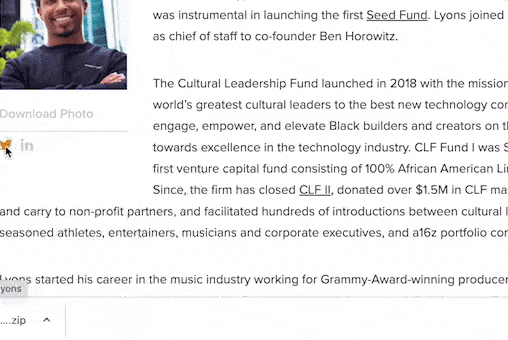 was instrumental in launching the first Seed Fund. Lyons joined
as chief of staff to co-founder Ben Horowitz.
The Cultural Leadership Fund launched in 2018 with the mission
world's greatest cultural leaders to the best new technology
engage, empower, and elevate Black builders and creators on
towards excellence in the technology industry. CLF Fund I was
first venture capital fund consisting of 100% African American
Since, the firm has closed CLF II, donated over $1.5M in CLF
and carry to non-profit partners, and facilitated hundreds of introductions between cultural
seasoned athletes, entertainers, musicians and corporate executives, and a16z portfolio
Lyons started his career in the music industry working for Grammy-Award-winning producer
Download Photo
in
yons
....zip